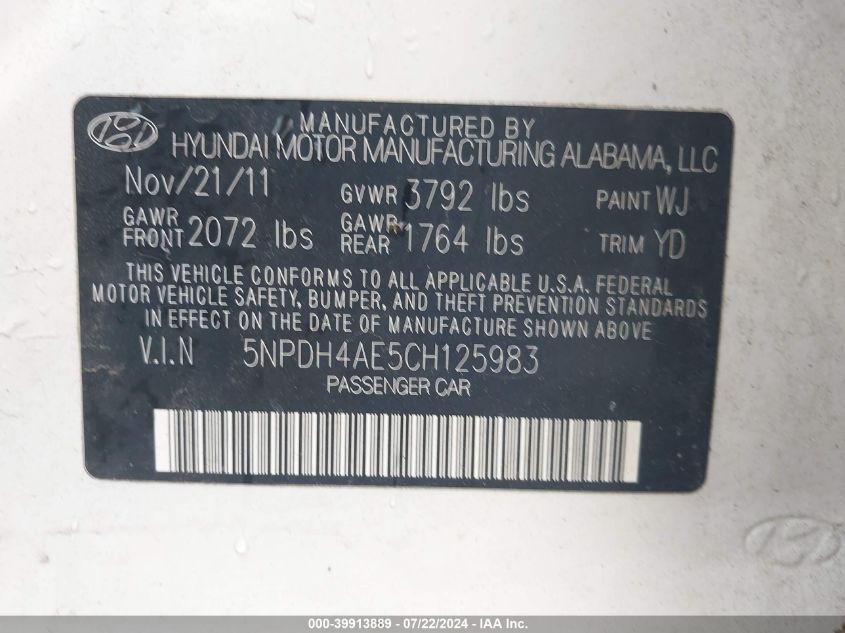 MANUFACTURED BY
HYUNDAI MOTOR MANUFACTURING ALABAMA, LLC
Nov/21/11 GVWR 3792 lbs PAINT WJ
GAWR FRONT 2072 lbs GAWR REAR 1764 lbs TRIM YD
THIS VEHICLE CONFORMS TO ALL APPLICABLE U.S.A. FEDERAL
MOTOR VEHICLE SAFETY, BUMPER, AND THEFT PREVENTION STANDARDS
IN EFFECT ON THE DATE OF MANUFACTURE SHOWN ABOVE
V.I.N 5NPDH4AE5CH125983
PASSENGER CAR
000-39913889 - 07/22/2024 - IAA Inc.